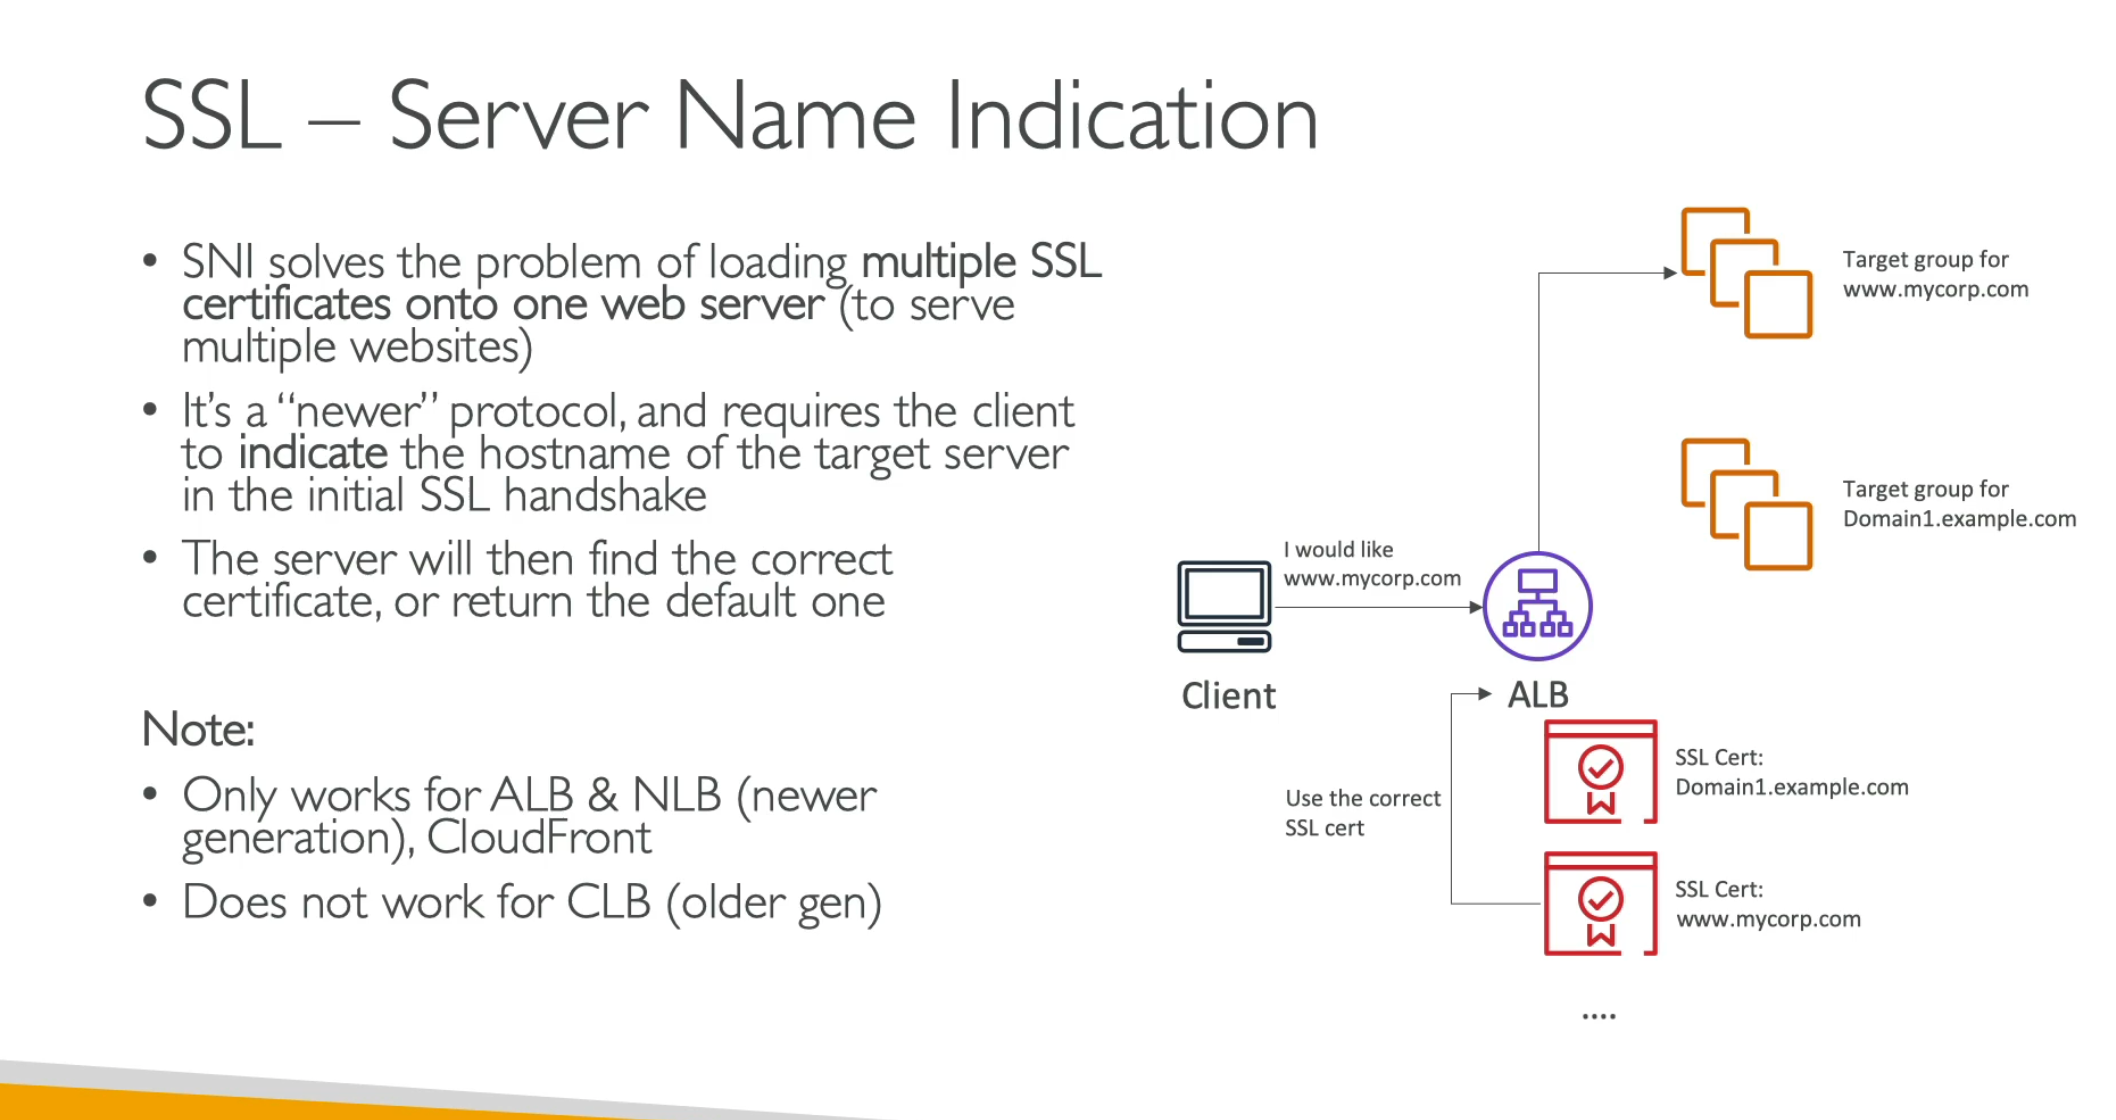 SSL – Server Name Indication
• SNI solves the problem of loading multiple SSL
certificates onto one web server (to serve
multiple websites)
• It’s a “newer” protocol, and requires the client
to indicate the hostname of the target server
in the initial SSL handshake
• The server will then find the correct
certificate, or return the default one
Note:
• Only works for ALB & NLB (newer
generation), CloudFront
• Does not work for CLB (older gen)
Target group for
www.mycorp.com
Target group for
Domain1.example.com
I would like
www.mycorp.com
Client
ALB
SSL Cert:
Domain1.example.com
Use the correct
SSL cert
SSL Cert:
www.mycorp.com
....